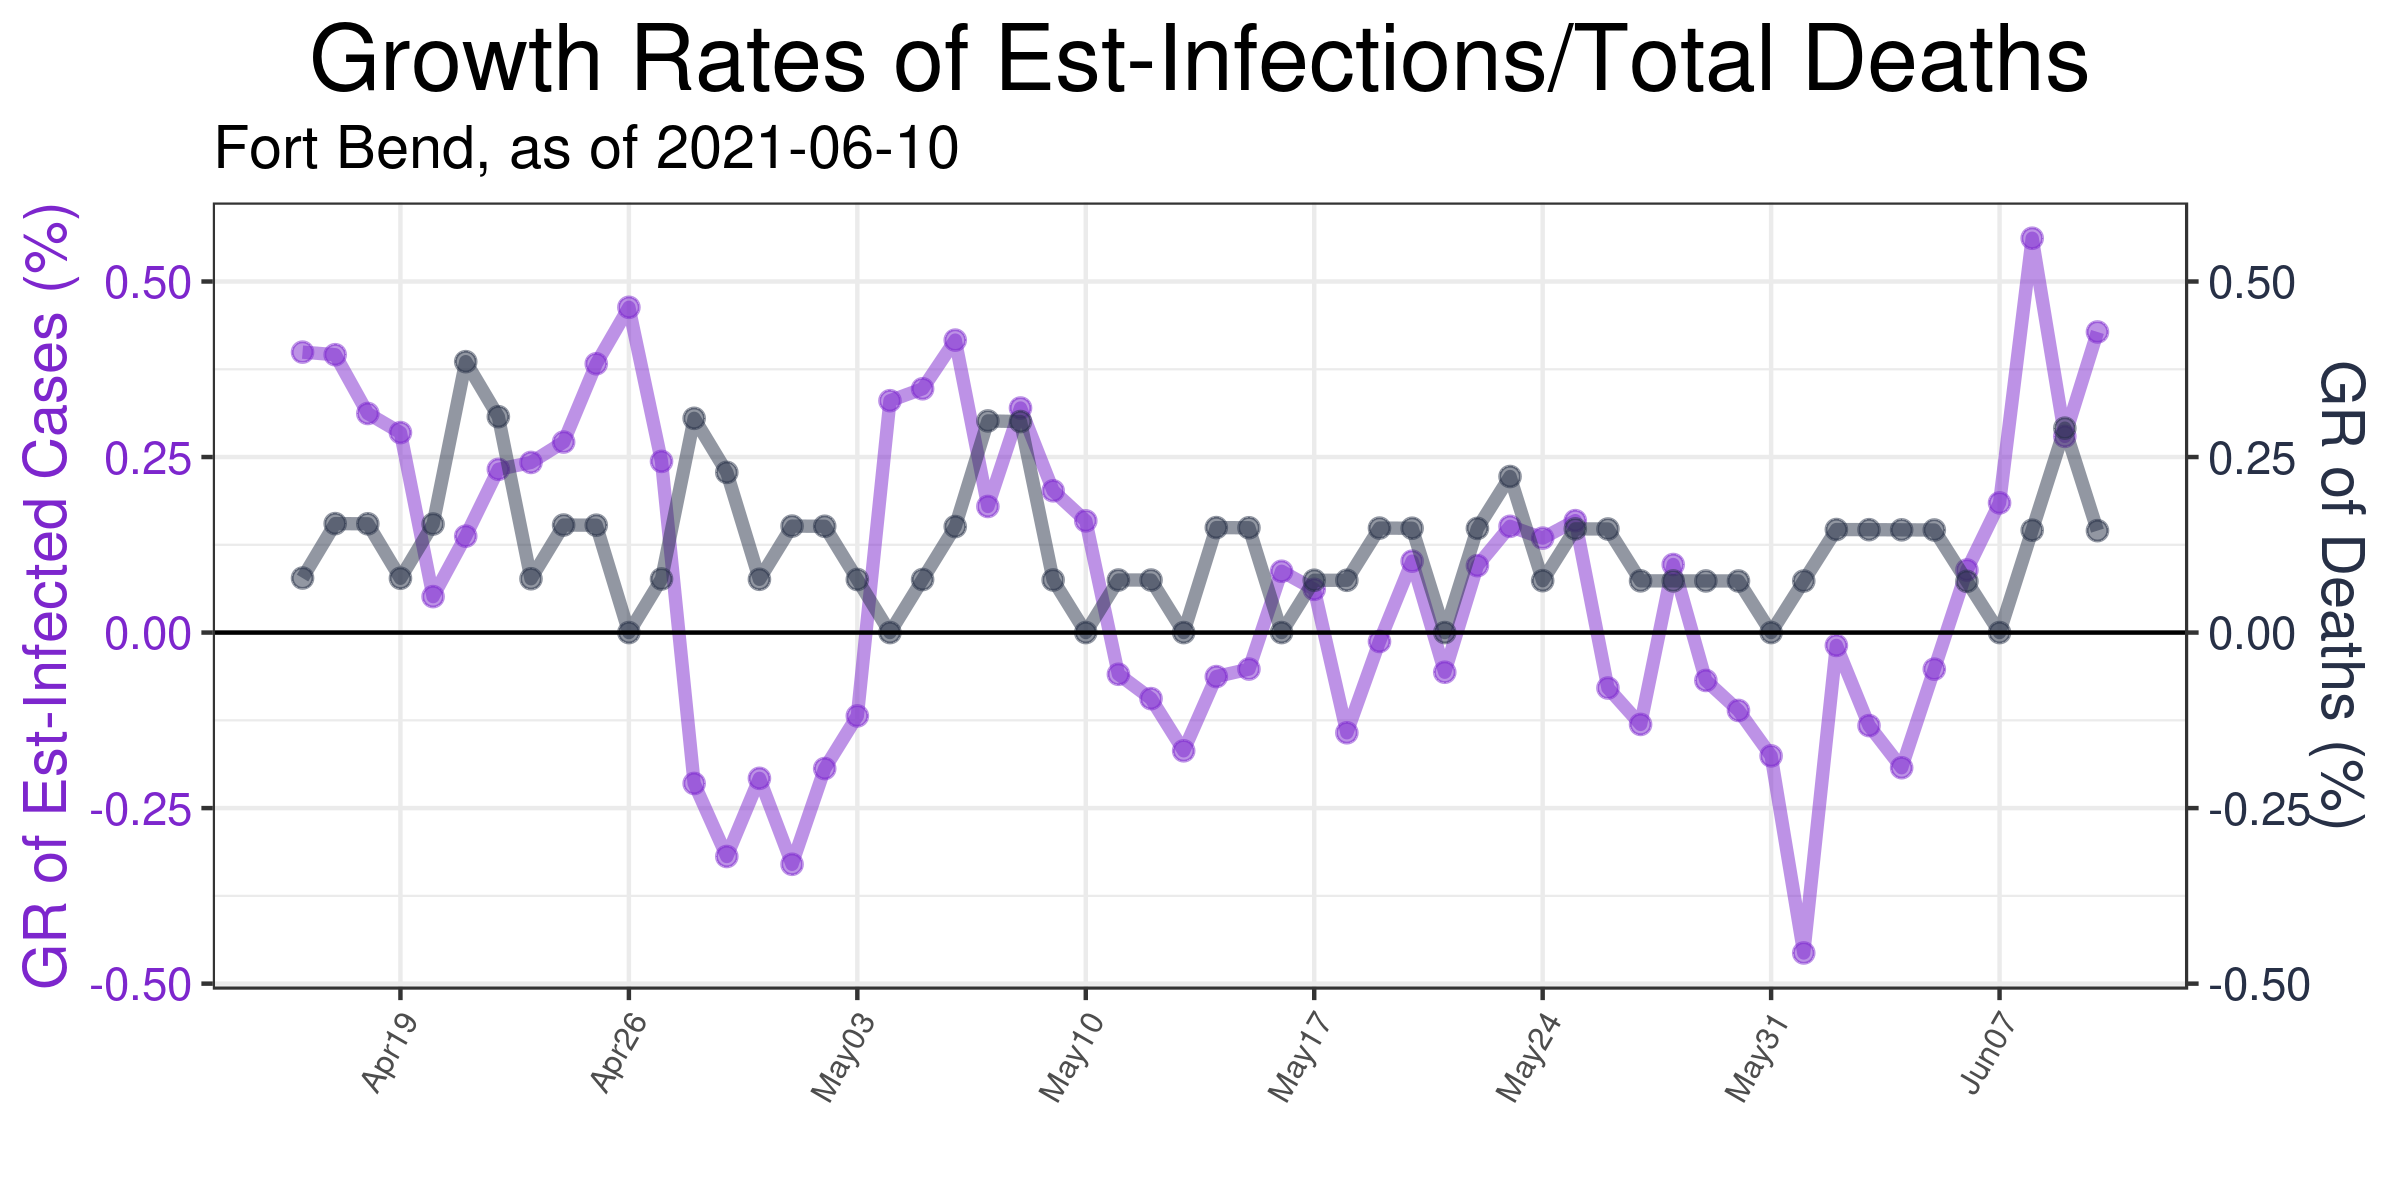 Growth Rates of Est-Infections/Total Deaths
Fort Bend, as of 2021-06-10
GR of Est-Infected Cases (%)
0.50
0.25
0.00
-0.25
-0.50
0.50
0.25
0.00
-0.25
-0.50
GR of Deaths (%)
Apr19
Apr26
May03
May10
May17
May24
May31
Jun07